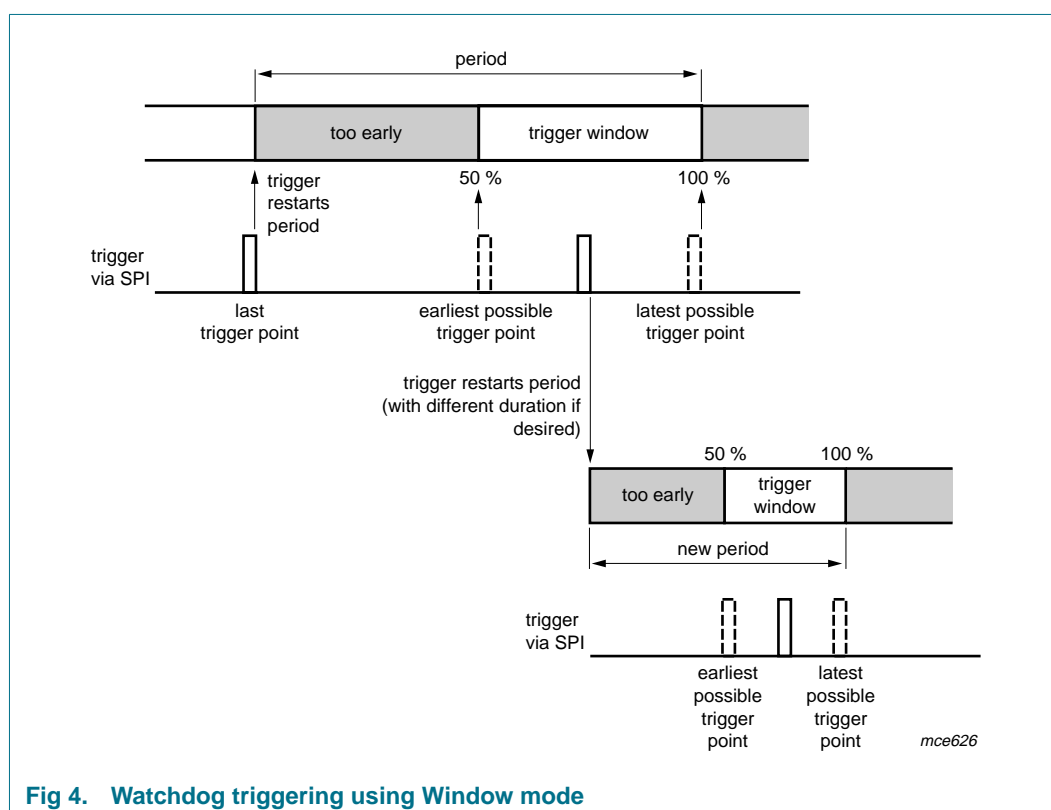 period
too early
trigger window
trigger
restarts
period
50 %
100 %
trigger
via SPI
last
trigger point
earliest possible
trigger point
latest possible
trigger point
trigger restarts period
(with different duration if
desired)
50 %
100 %
too early
trigger
window
new period
trigger
via SPI
earliest
possible
trigger
point
latest
possible
trigger
point
mce626
Fig 4. Watchdog triggering using Window mode